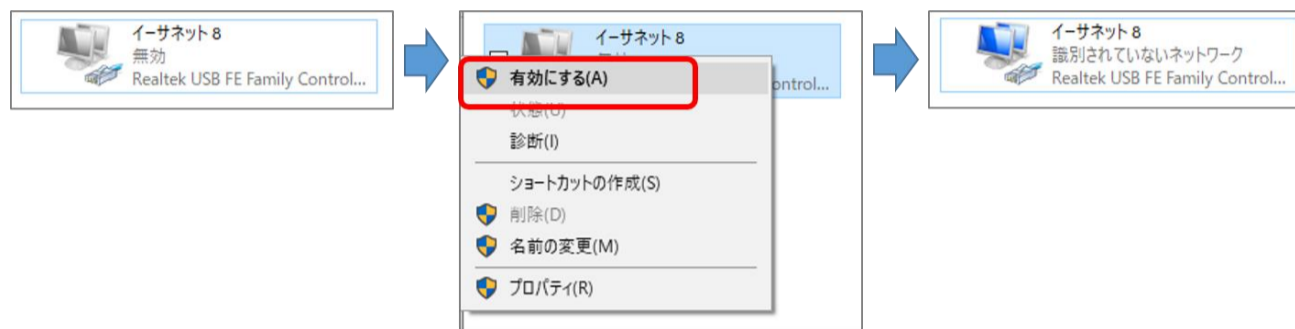 イーサネット 8
無効
Realtek USB FE Family Control...
イーサネット 8
ontrol...
有効にする(A)
状態(U)
診断(I)
ショートカットの作成(S)
削除(D)
名前の変更(M)
プロパティ(R)
イーサネット 8
識別されていないネットワーク
Realtek USB FE Family Control...